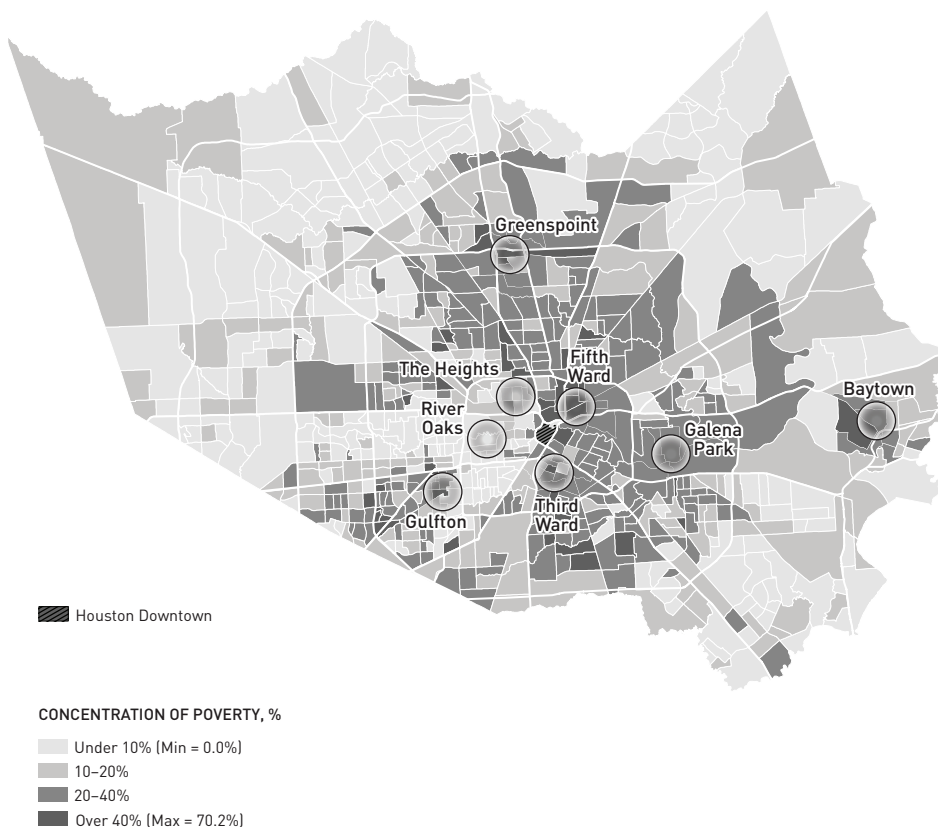 Greenspoint
The Heights
Fifth
Ward
River
Oaks
Baytown
Galena
Park
Gulfton
Third
Ward
Houston Downtown
CONCENTRATION OF POVERTY, %
Under 10% (Min = 0.0%)
10–20%
20–40%
Over 40% (Max = 70.2%)